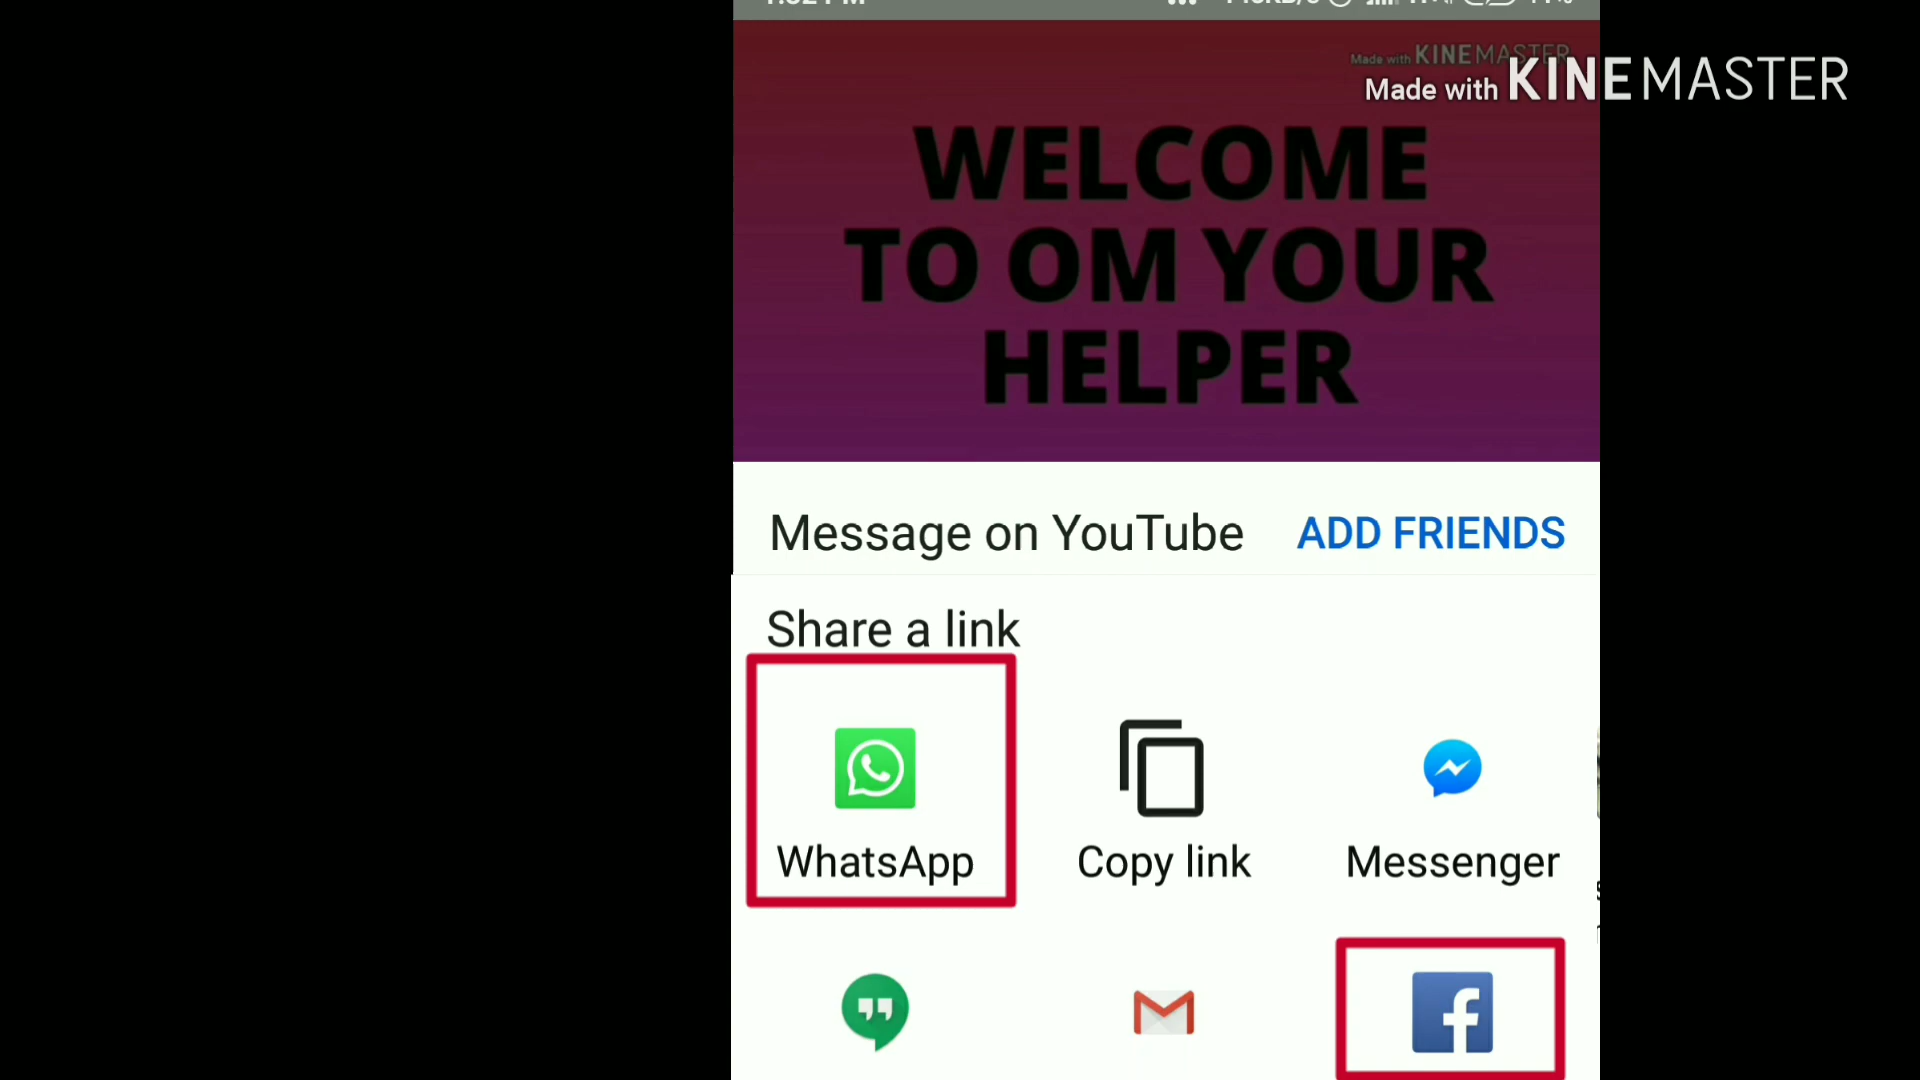 Made with KINEMASTER
Made with KINEMASTER
WELCOME
TO OM YOUR
HELPER
Message on YouTube ADD FRIENDS
Share a link
WhatsApp Copy link Messenger